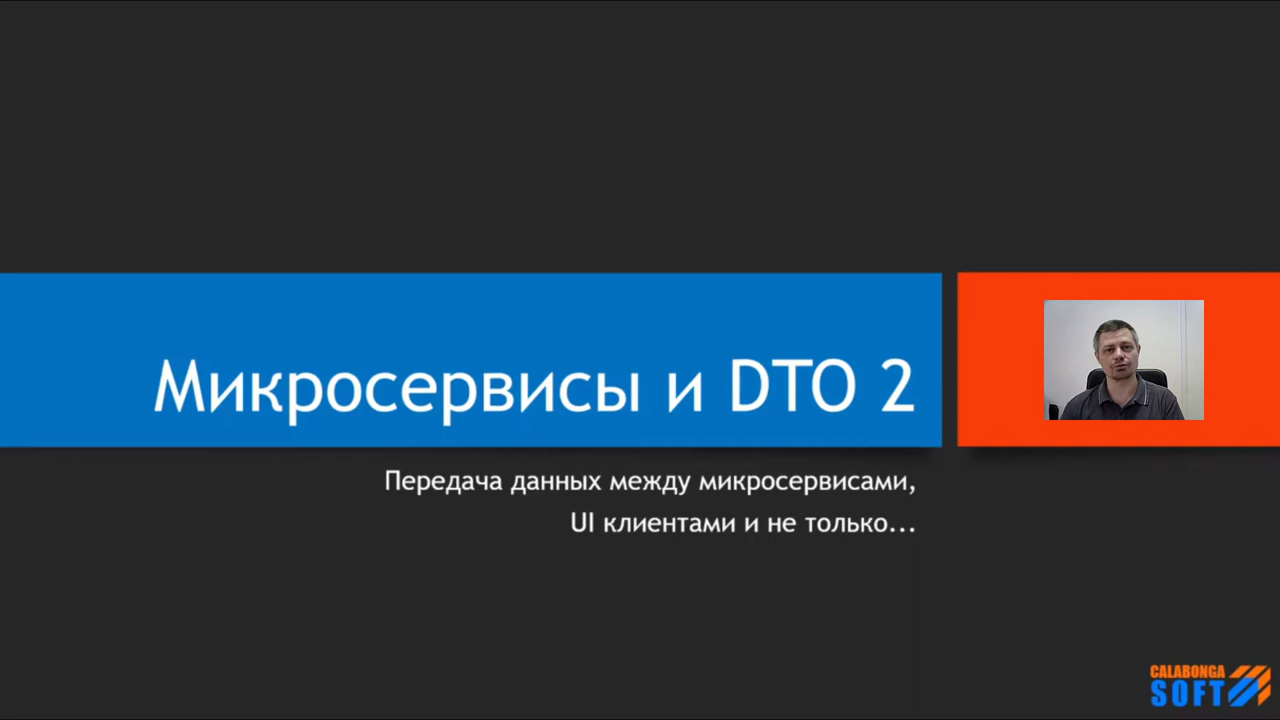 Микросервисы и DTO 2
Передача данных между микросервисами,
UI клиентами и не только...
CALABONGA
SOFT